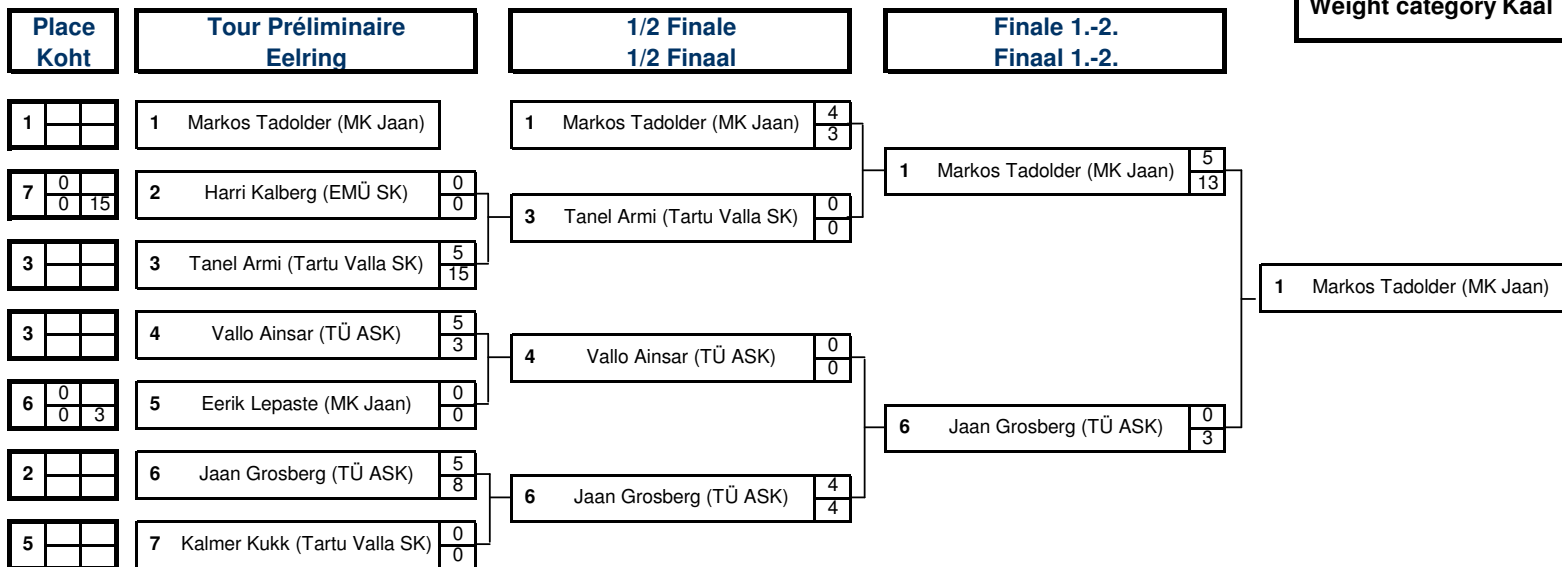 Weight category Kaal
Place
Koht
Tour Préliminaire
Eelring
1/2 Finale
1/2 Finaal
Finale 1.-2.
Finaal 1.-2.
1
1 Markos Tadolder (MK Jaan)
1 Markos Tadolder (MK Jaan) 4
3
1 Markos Tadolder (MK Jaan) 5
13
7 0
0 15
2 Harri Kalberg (EMÜ SK) 0
0
3 Tanel Armi (Tartu Valla SK) 0
0
3
3 Tanel Armi (Tartu Valla SK) 5
15
1 Markos Tadolder (MK Jaan)
3
4 Vallo Ainsar (TÜ ASK) 5
3
4 Vallo Ainsar (TÜ ASK) 0
0
6 0
0 3
5 Eerik Lepaste (MK Jaan) 0
0
6 Jaan Grosberg (TÜ ASK) 0
3
2
6 Jaan Grosberg (TÜ ASK) 5
8
6 Jaan Grosberg (TÜ ASK) 4
4
5
7 Kalmer Kukk (Tartu Valla SK) 0
0